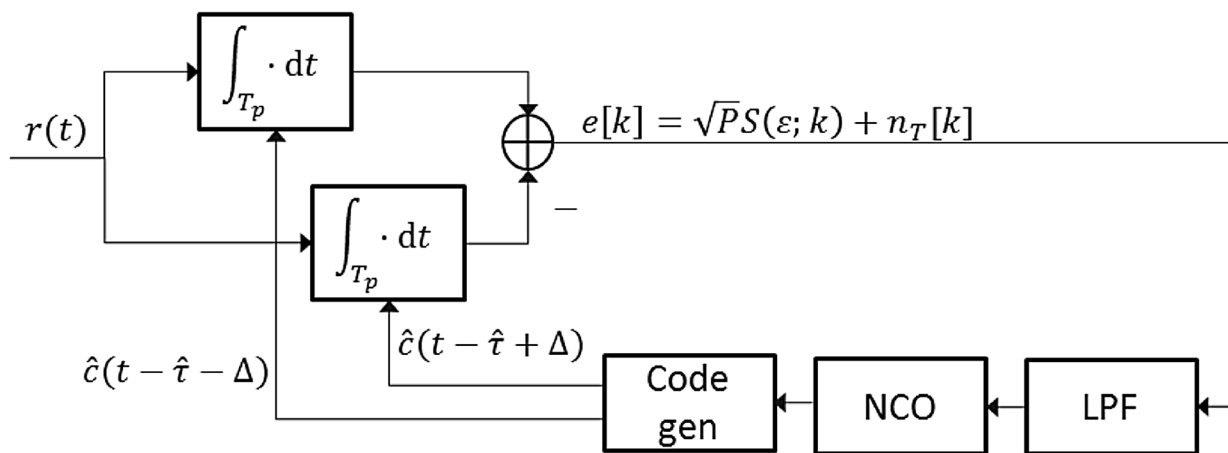 ∫_{T_p} · dt
r(t)
e[k] = √P S(ε; k) + n_T[k]
−
∫_{T_p} · dt
ĉ(t − τ̂ − Δ)
ĉ(t − τ̂ + Δ)
Code gen
NCO
LPF